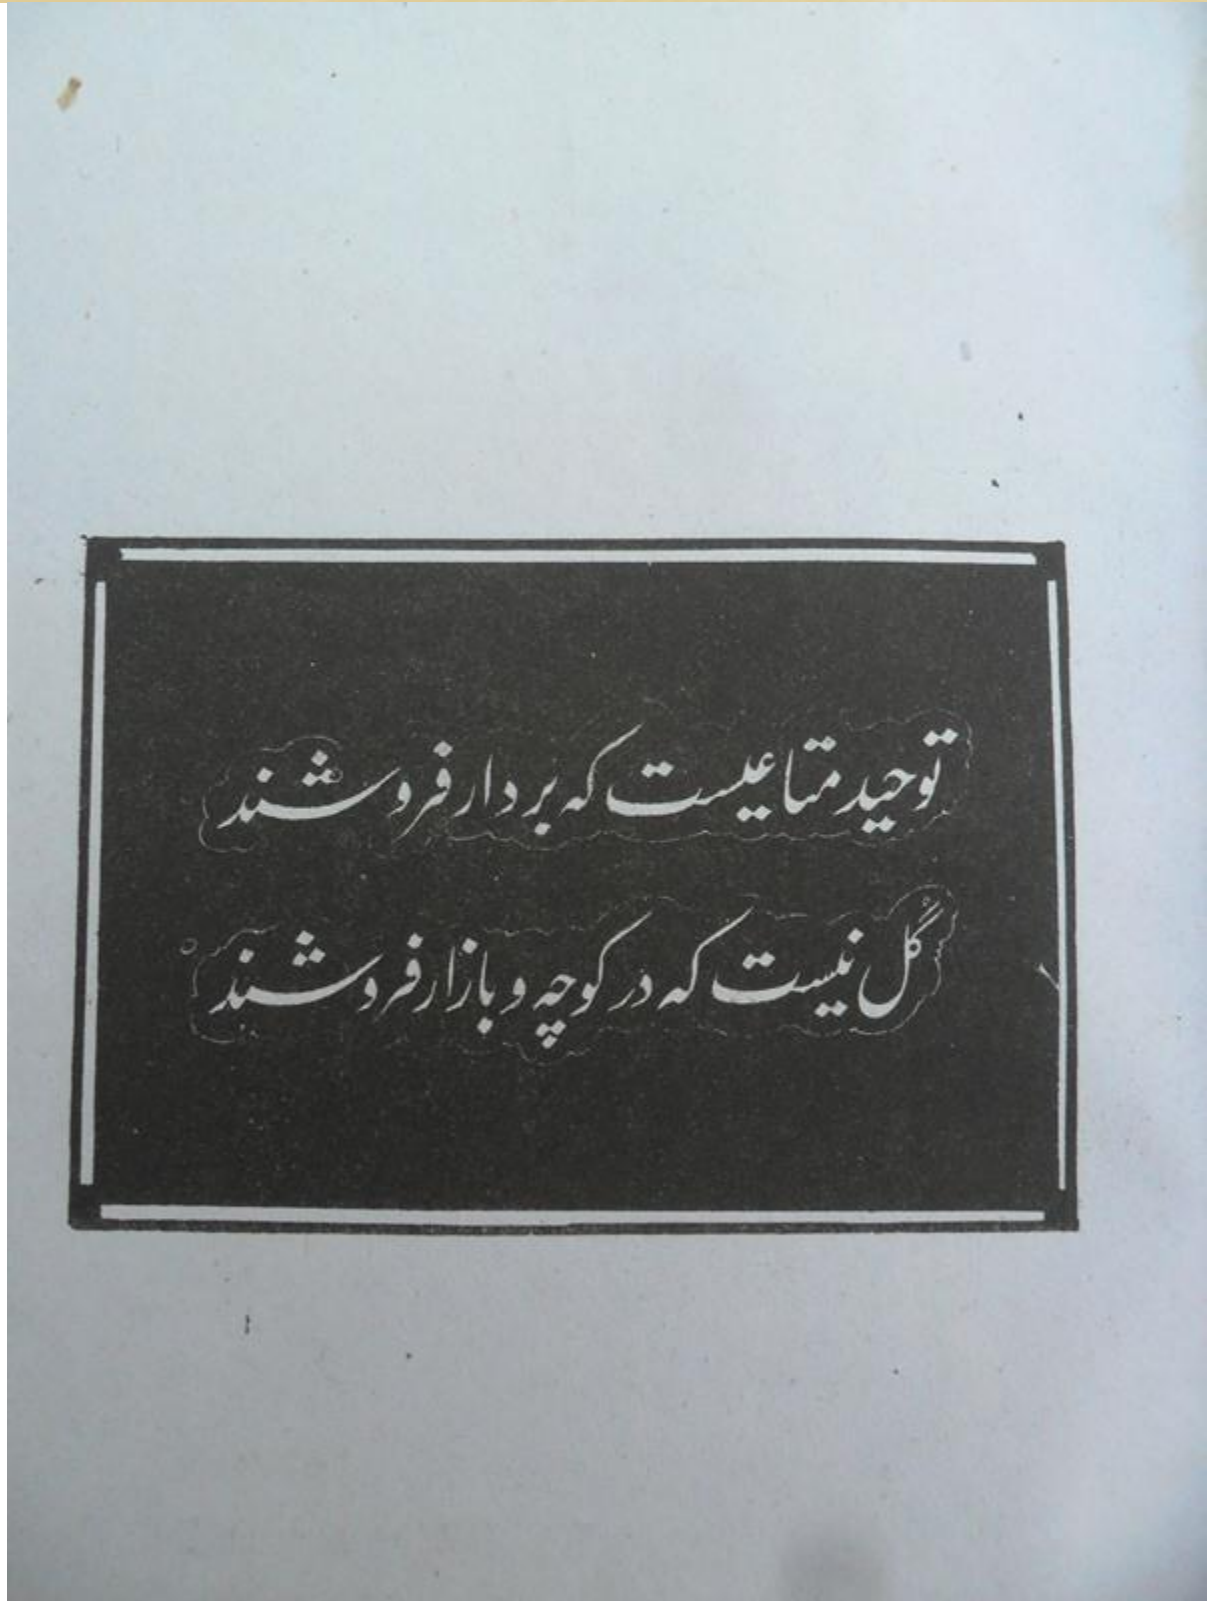 توحید متاعیست که بر دار فروشند
گل نیست که در کوچه و بازار فروشند